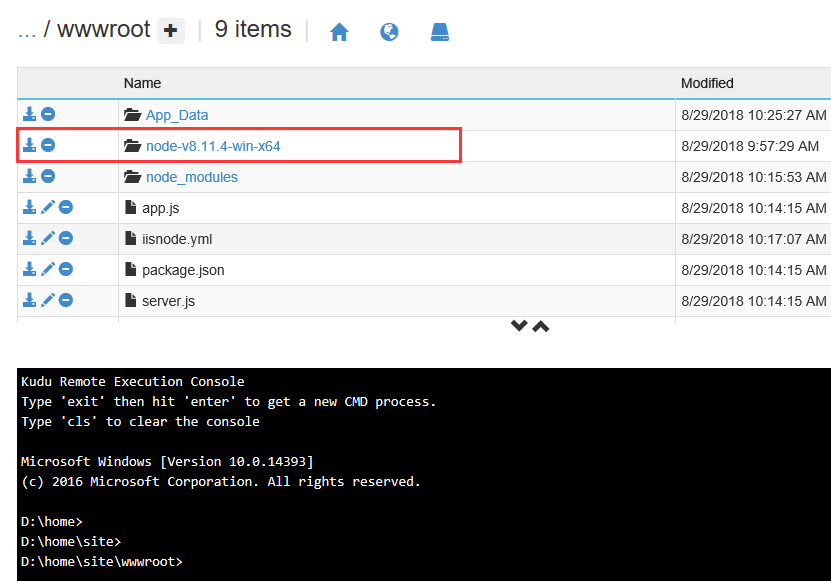 ... / wwwroot + | 9 items |
Name Modified
App_Data 8/29/2018 10:25:27 AM
node-v8.11.4-win-x64 8/29/2018 9:57:29 AM
node_modules 8/29/2018 10:15:53 AM
app.js 8/29/2018 10:14:15 AM
iisnode.yml 8/29/2018 10:17:07 AM
package.json 8/29/2018 10:14:15 AM
server.js 8/29/2018 10:14:15 AM
Kudu Remote Execution Console
Type 'exit' then hit 'enter' to get a new CMD process.
Type 'cls' to clear the console
Microsoft Windows [Version 10.0.14393]
(c) 2016 Microsoft Corporation. All rights reserved.
D:\home>
D:\home\site>
D:\home\site\wwwroot>